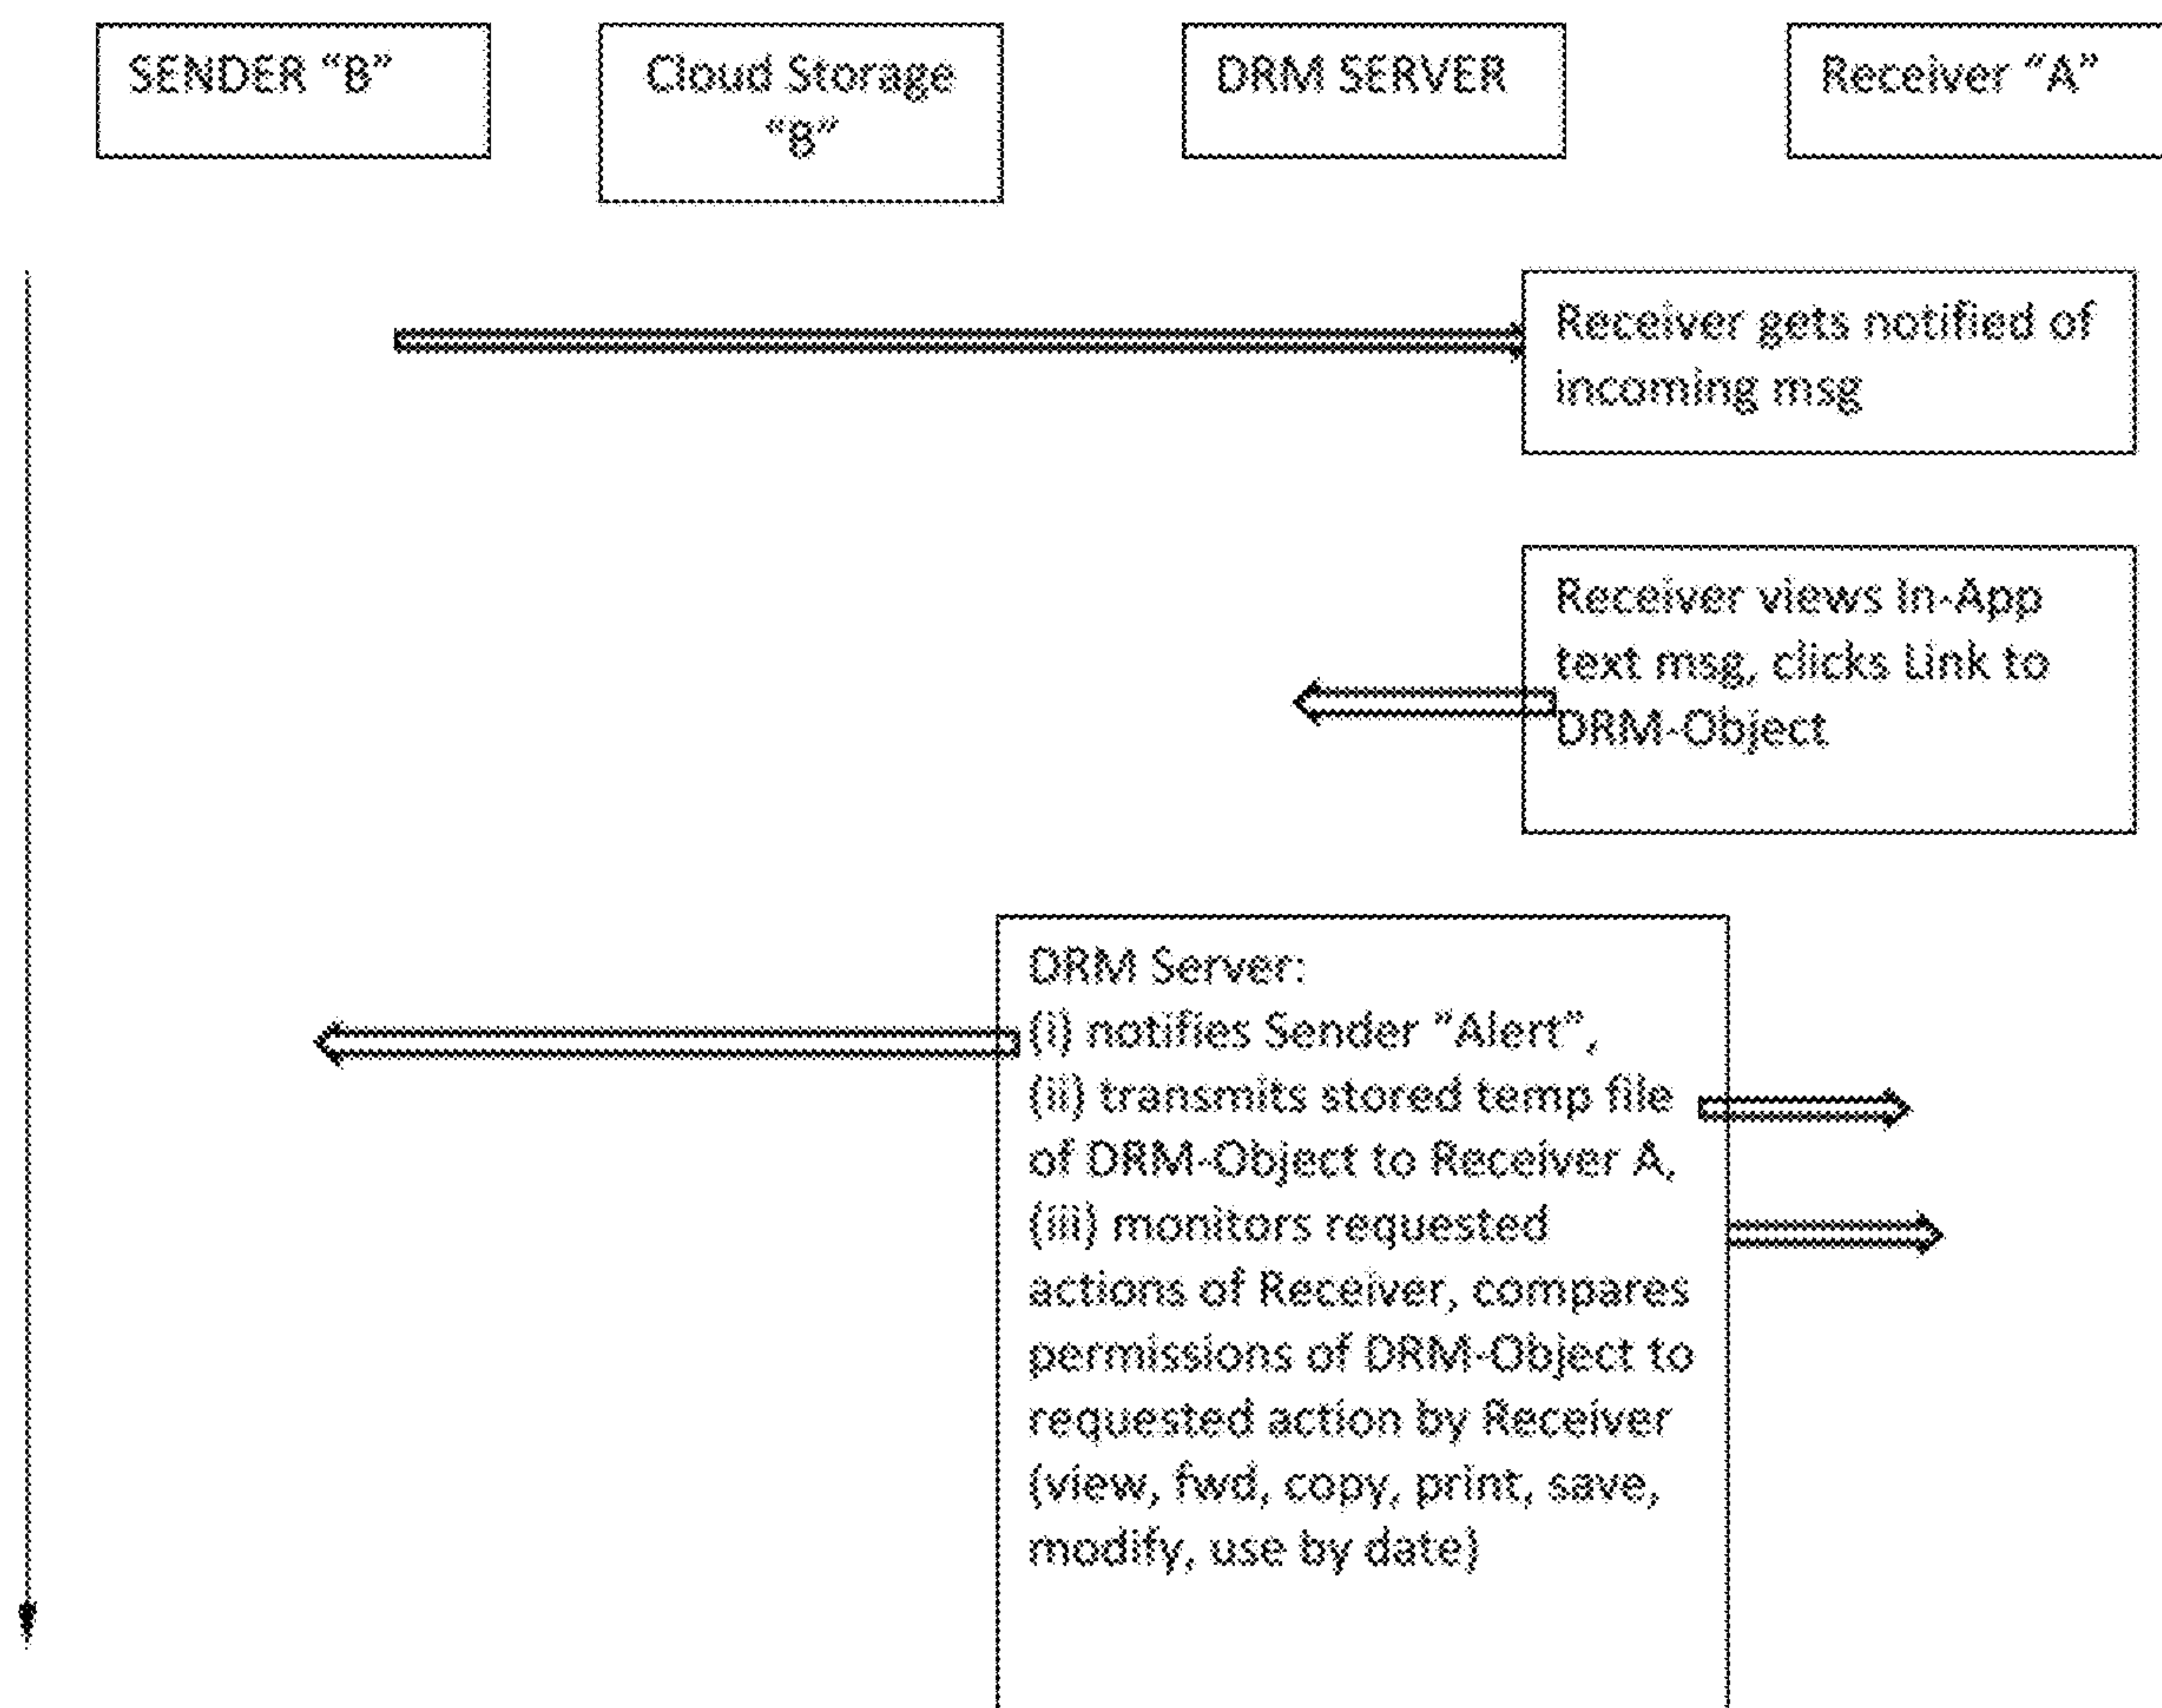 SENDER “B”
Cloud Storage
“B”
DRM SERVER
Receiver “A”
Receiver gets notified of
incoming msg
Receiver views In-App
text msg, clicks Link to
DRM-Object
DRM Server:
(i) notifies Sender “Alert”,
(ii) transmits stored temp file
of DRM-Object to Receiver A,
(iii) monitors requested
actions of Receiver, compares
permissions of DRM-Object to
requested action by Receiver
(view, fwd, copy, print, save,
modify, use by date)